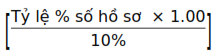 [Tỷ lệ % số hồ sơ × 1.00]
10%